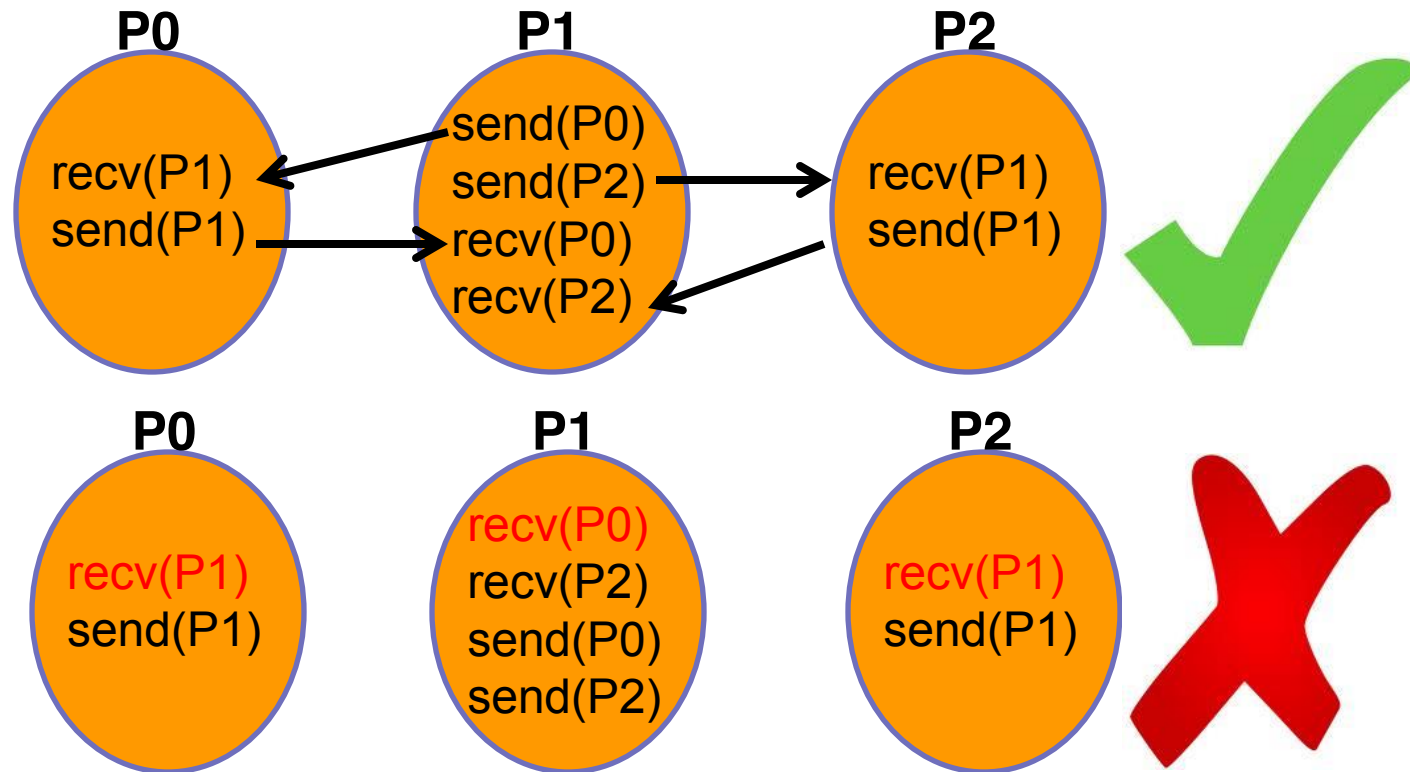 P0
P1
P2
recv(P1)
send(P1)
send(P0)
send(P2)
recv(P0)
recv(P2)
recv(P1)
send(P1)
P0
P1
P2
recv(P1)
send(P1)
recv(P0)
recv(P2)
send(P0)
send(P2)
recv(P1)
send(P1)